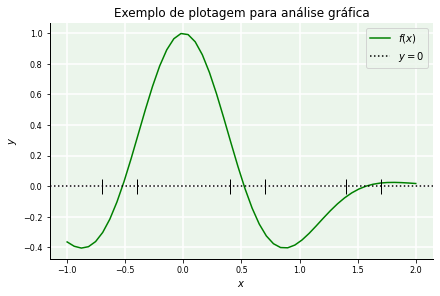 Exemplo de plotagem para análise gráfica
f(x)
y = 0
y
1.0
0.8
0.6
0.4
0.2
0.0
−0.2
−0.4
−1.0 −0.5 0.0 0.5 1.0 1.5 2.0
x